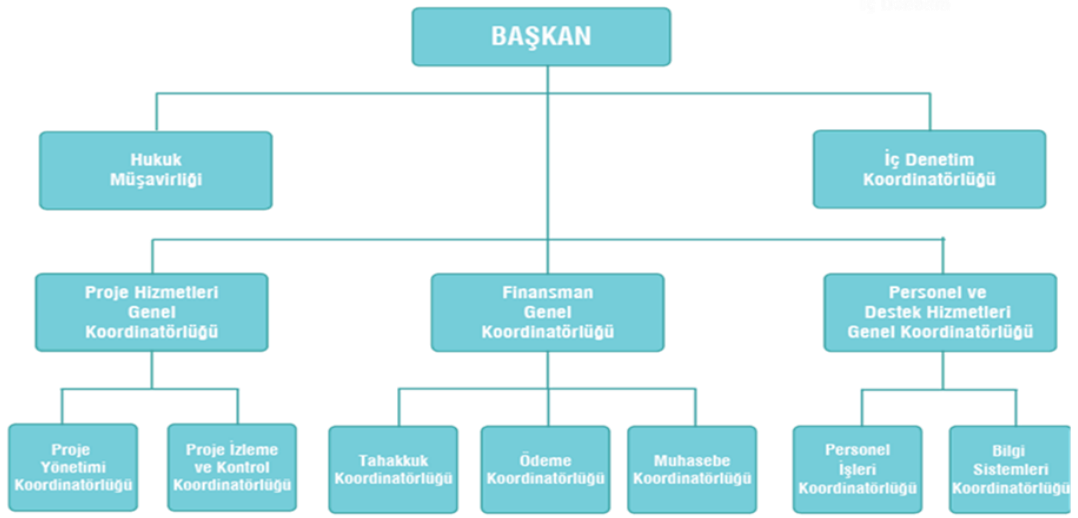 BAŞKAN
Hukuk
Müşavirliği
İç Denetim
Koordinatörlüğü
Proje Hizmetleri
Genel
Koordinatörlüğü
Finansman
Genel
Koordinatörlüğü
Personel ve
Destek Hizmetleri
Genel Koordinatörlüğü
Proje
Yönetimi
Koordinatörlüğü
Proje İzleme
ve Kontrol
Koordinatörlüğü
Tahakkuk
Koordinatörlüğü
Ödeme
Koordinatörlüğü
Muhasebe
Koordinatörlüğü
Personel
İşleri
Koordinatörlüğü
Bilgi
Sistemleri
Koordinatörlüğü